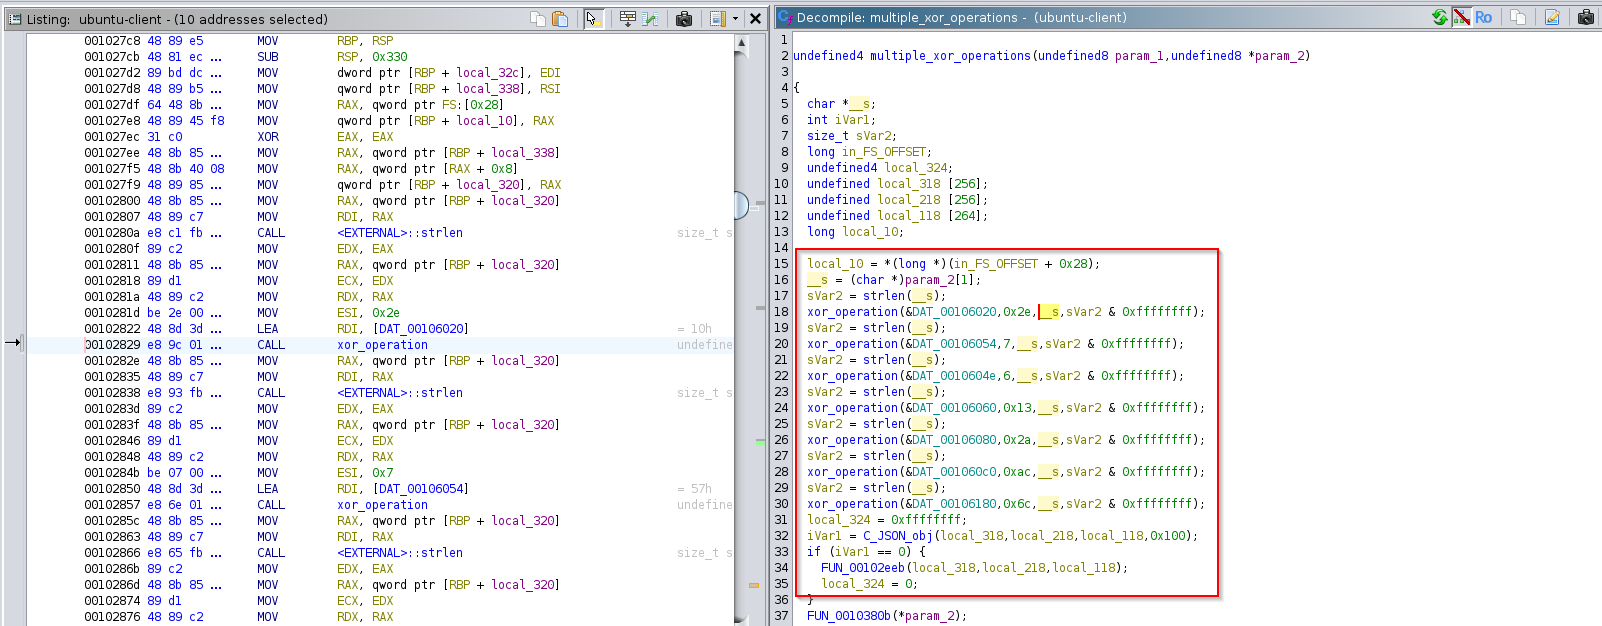 Listing: ubuntu-client - (10 addresses selected)
001027c8 48 89 e5 MOV RBP, RSP
001027cb 48 81 ec ... SUB RSP, 0x330
001027d2 89 bd dc ... MOV dword ptr [RBP + local_32c], EDI
001027d8 48 89 b5 ... MOV qword ptr [RBP + local_338], RSI
001027df 64 48 8b ... MOV RAX, qword ptr FS:[0x28]
001027e8 48 89 45 f8 MOV qword ptr [RBP + local_10], RAX
001027ec 31 c0 XOR EAX, EAX
001027ee 48 8b 85 ... MOV RAX, qword ptr [RBP + local_338]
001027f5 48 8b 40 08 MOV RAX, qword ptr [RAX + 0x8]
001027f9 48 89 85 ... MOV qword ptr [RBP + local_320], RAX
00102800 48 8b 85 ... MOV RAX, qword ptr [RBP + local_320]
00102807 48 89 c7 MOV RDI, RAX
0010280a e8 c1 fb ... CALL <EXTERNAL>::strlen size_t s
0010280f 89 c2 MOV EDX, EAX
00102811 48 8b 85 ... MOV RAX, qword ptr [RBP + local_320]
00102818 89 d1 MOV ECX, EDX
0010281a 48 89 c2 MOV RDX, RAX
0010281d be 2e 00 ... MOV ESI, 0x2e
00102822 48 8d 3d ... LEA RDI, [DAT_00106020] = 10h
00102829 e8 9c 01 ... CALL xor_operation undefine
0010282e 48 8b 85 ... MOV RAX, qword ptr [RBP + local_320]
00102835 48 89 c7 MOV RDI, RAX
00102838 e8 93 fb ... CALL <EXTERNAL>::strlen size_t s
0010283d 89 c2 MOV EDX, EAX
0010283f 48 8b 85 ... MOV RAX, qword ptr [RBP + local_320]
00102846 89 d1 MOV ECX, EDX
00102848 48 89 c2 MOV RDX, RAX
0010284b be 07 00 ... MOV ESI, 0x7
00102850 48 8d 3d ... LEA RDI, [DAT_00106054] = 57h
00102857 e8 6e 01 ... CALL xor_operation undefine
0010285c 48 8b 85 ... MOV RAX, qword ptr [RBP + local_320]
00102863 48 89 c7 MOV RDI, RAX
00102866 e8 65 fb ... CALL <EXTERNAL>::strlen size_t s
0010286b 89 c2 MOV EDX, EAX
0010286d 48 8b 85 ... MOV RAX, qword ptr [RBP + local_320]
00102874 89 d1 MOV ECX, EDX
00102876 48 89 c2 MOV RDX, RAX
Decompile: multiple_xor_operations - (ubuntu-client)
Ro
1
2 undefined4 multiple_xor_operations(undefined8 param_1,undefined8 *param_2)
3
4 {
5 char *__s;
6 int iVar1;
7 size_t sVar2;
8 long in_FS_OFFSET;
9 undefined4 local_324;
10 undefined local_318 [256];
11 undefined local_218 [256];
12 undefined local_118 [264];
13 long local_10;
14
15 local_10 = *(long *)(in_FS_OFFSET + 0x28);
16 __s = (char *)param_2[1];
17 sVar2 = strlen(__s);
18 xor_operation(&DAT_00106020,0x2e,__s,sVar2 & 0xffffffff);
19 sVar2 = strlen(__s);
20 xor_operation(&DAT_00106054,7,__s,sVar2 & 0xffffffff);
21 sVar2 = strlen(__s);
22 xor_operation(&DAT_0010604e,6,__s,sVar2 & 0xffffffff);
23 sVar2 = strlen(__s);
24 xor_operation(&DAT_00106060,0x13,__s,sVar2 & 0xffffffff);
25 sVar2 = strlen(__s);
26 xor_operation(&DAT_00106080,0x2a,__s,sVar2 & 0xffffffff);
27 sVar2 = strlen(__s);
28 xor_operation(&DAT_001060c0,0xac,__s,sVar2 & 0xffffffff);
29 sVar2 = strlen(__s);
30 xor_operation(&DAT_00106180,0x6c,__s,sVar2 & 0xffffffff);
31 local_324 = 0xffffffff;
32 iVar1 = C_JSON_obj(local_318,local_218,local_118,0x100);
33 if (iVar1 == 0) {
34 FUN_00102eeb(local_318,local_218,local_118);
35 local_324 = 0;
36 }
37 FUN_0010380b(*param_2);